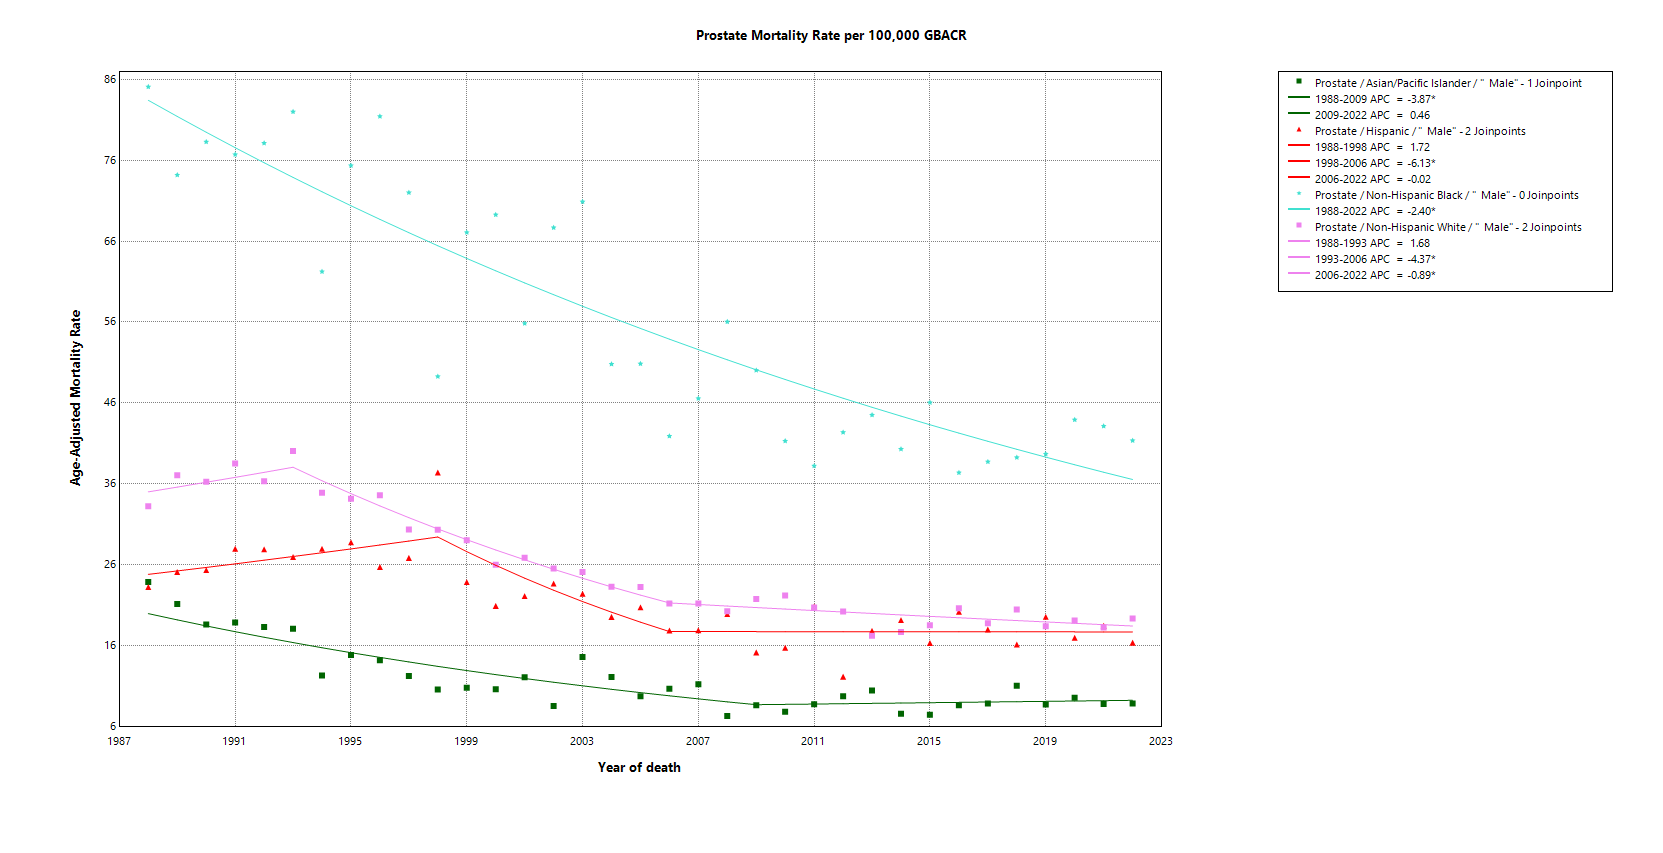 Prostate Mortality Rate per 100,000 GBACR
86
76
66
56
46
36
26
16
6
Age-Adjusted Mortality Rate
1987
1991
1995
1999
2003
2007
2011
2015
2019
2023
Year of death
Prostate / Asian/Pacific Islander / " Male" - 1 Joinpoint
1988-2009 APC = -3.87*
2009-2022 APC = 0.46
Prostate / Hispanic / " Male" - 2 Joinpoints
1988-1998 APC = 1.72
1998-2006 APC = -6.13*
2006-2022 APC = -0.02
Prostate / Non-Hispanic Black / " Male" - 0 Joinpoints
1988-2022 APC = -2.40*
Prostate / Non-Hispanic White / " Male" - 2 Joinpoints
1988-1993 APC = 1.68
1993-2006 APC = -4.37*
2006-2022 APC = -0.89*